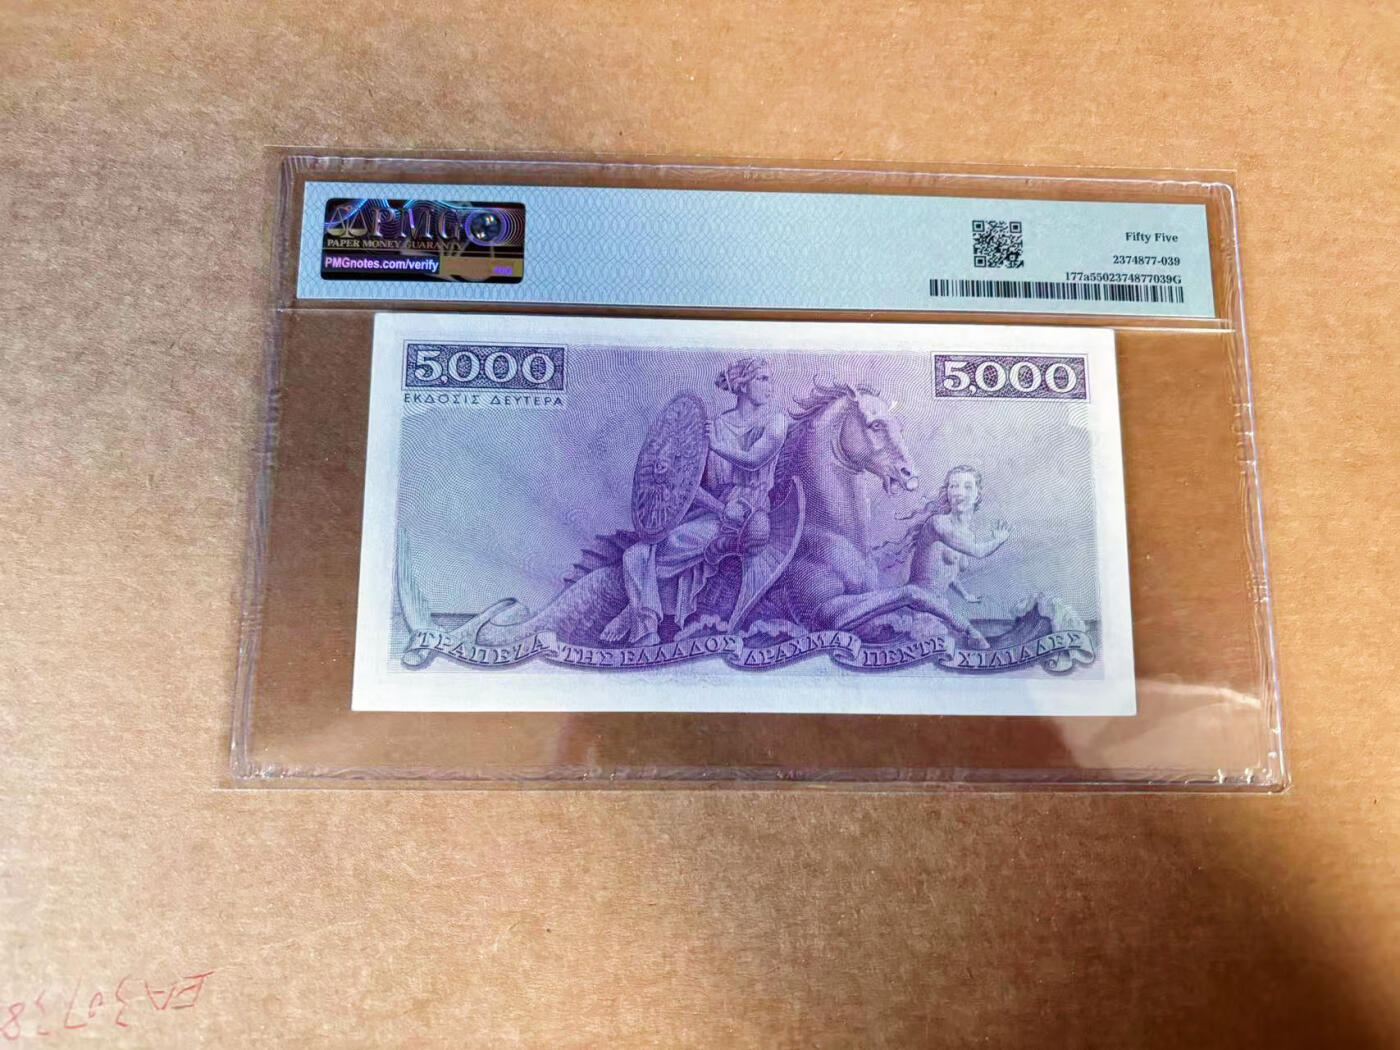 PMG
PAPER MONEY GUARANTY
PMGnotes.com/verify
Fifty Five
2374877-039
177a5502374877039G
5,000
5,000
ΕΚΔΟΣΙΣ ΔΕΥΤΕΡΑ
ΤΡΑΠΕΖΑ ΤΗΣ ΕΛΛΑΔΟΣ ΔΡΑΧΜΑΙ ΠΕΝΤΕ ΧΙΛΙΑΔΕΣ